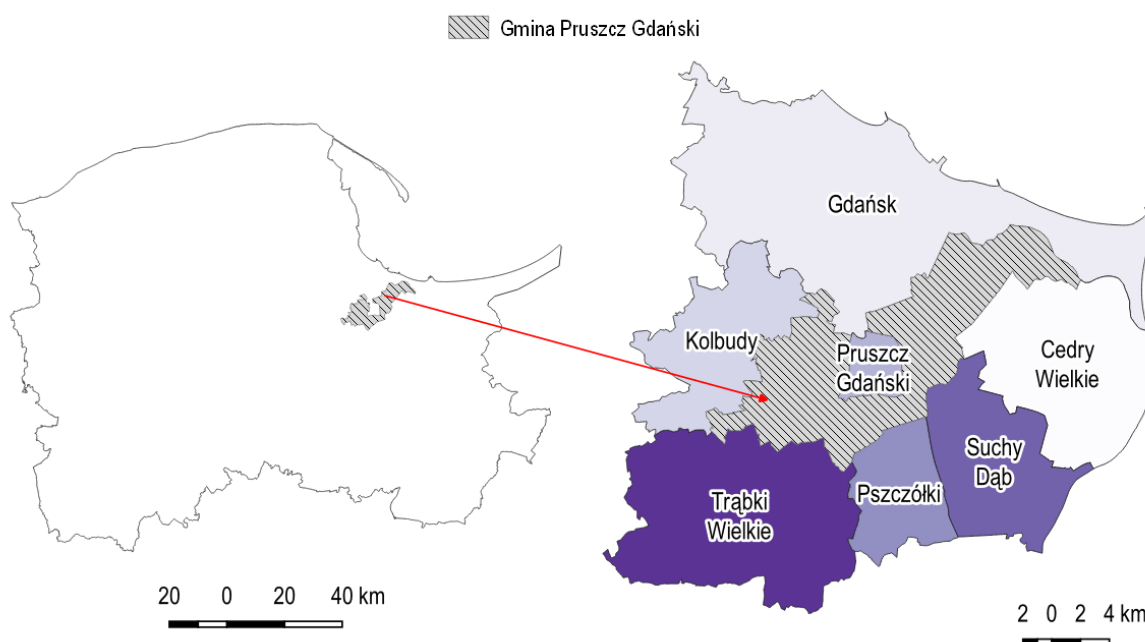 Gmina Pruszcz Gdański
Gdańsk
Kolbudy
Pruszcz
Gdański
Cedry
Wielkie
Suchy
Dąb
Pszczółki
Trąbki
Wielkie
20 0 20 40 km
2 0 2 4 km